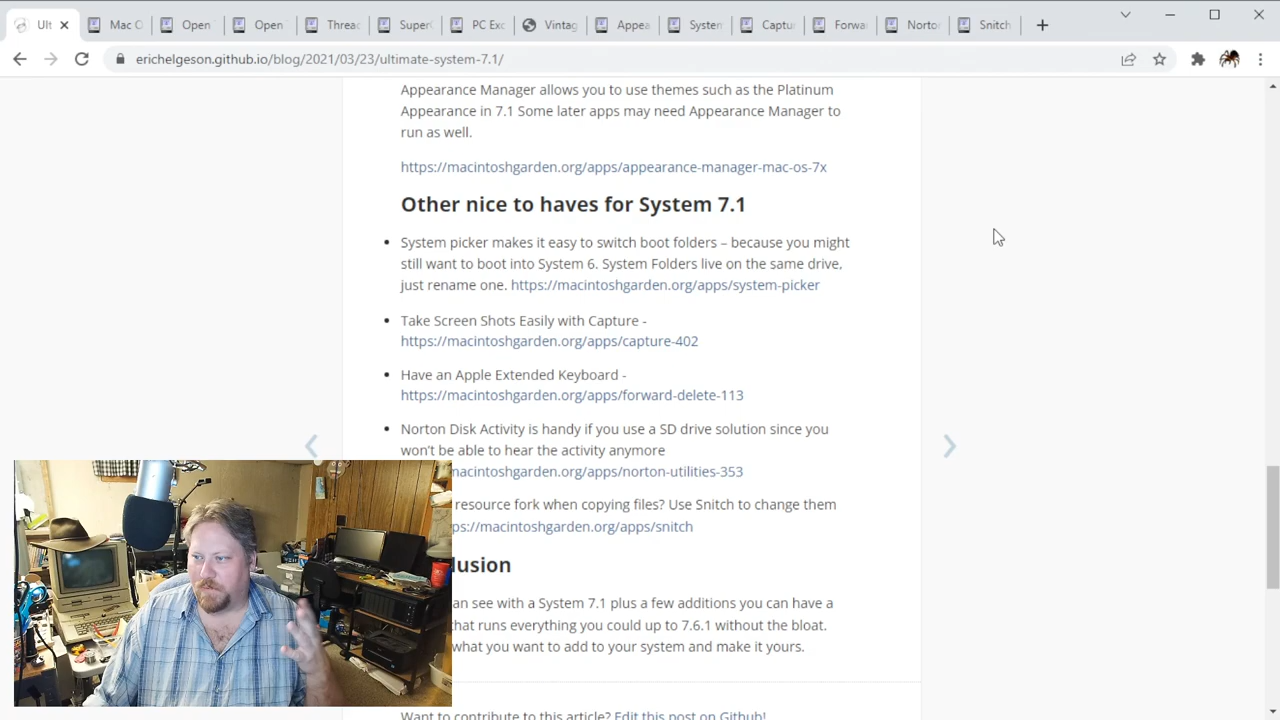 Ult
Mac O
Open
Open
Threa
Super
PC Exc
Vintag
Appea
System
Captu
Forwa
Norto
Snitch
erichelgeson.github.io/blog/2021/03/23/ultimate-system-7.1/
Appearance Manager allows you to use themes such as the Platinum
Appearance in 7.1 Some later apps may need Appearance Manager to
run as well.
https://macintoshgarden.org/apps/appearance-manager-mac-os-7x
Other nice to haves for System 7.1
System picker makes it easy to switch boot folders – because you might
still want to boot into System 6. System Folders live on the same drive,
just rename one. https://macintoshgarden.org/apps/system-picker
Take Screen Shots Easily with Capture -
https://macintoshgarden.org/apps/capture-402
Have an Apple Extended Keyboard -
https://macintoshgarden.org/apps/forward-delete-113
Norton Disk Activity is handy if you use a SD drive solution since you
won't be able to hear the activity anymore
acintoshgarden.org/apps/norton-utilities-353
resource fork when copying files? Use Snitch to change them
ps://macintoshgarden.org/apps/snitch
lusion
an see with a System 7.1 plus a few additions you can have a
that runs everything you could up to 7.6.1 without the bloat.
what you want to add to your system and make it yours.
Want to contribute to this article? Edit this post on Github!